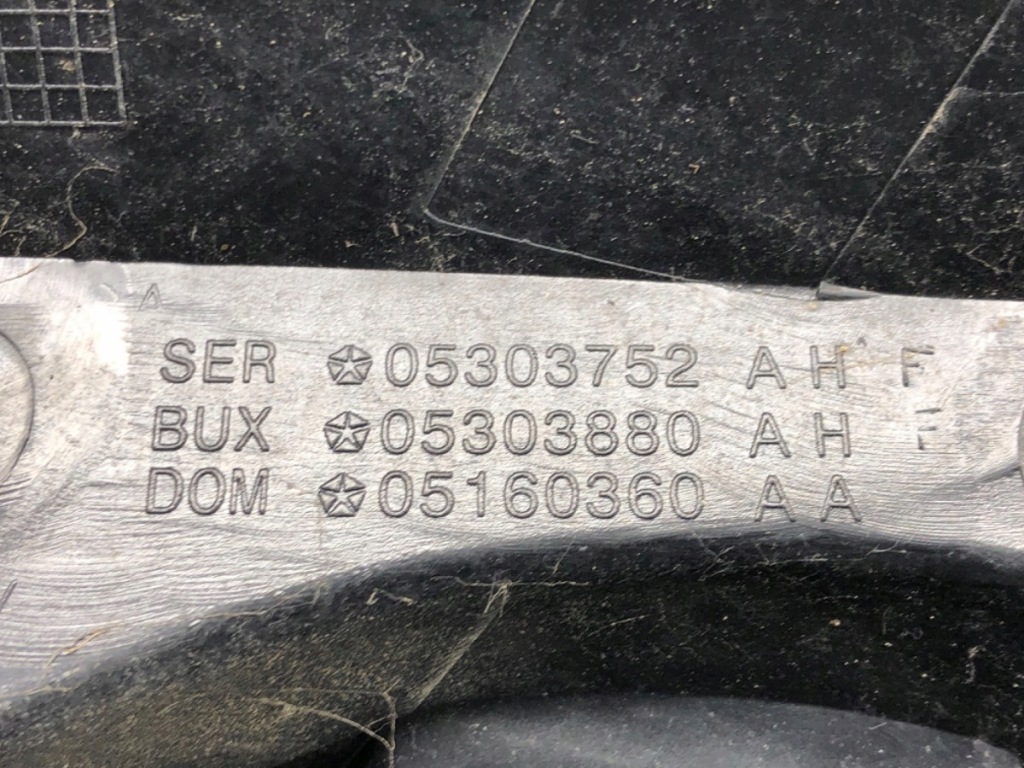 SER 05303752 AH F
BUX 05303880 AH F
DOM 05160360 AA